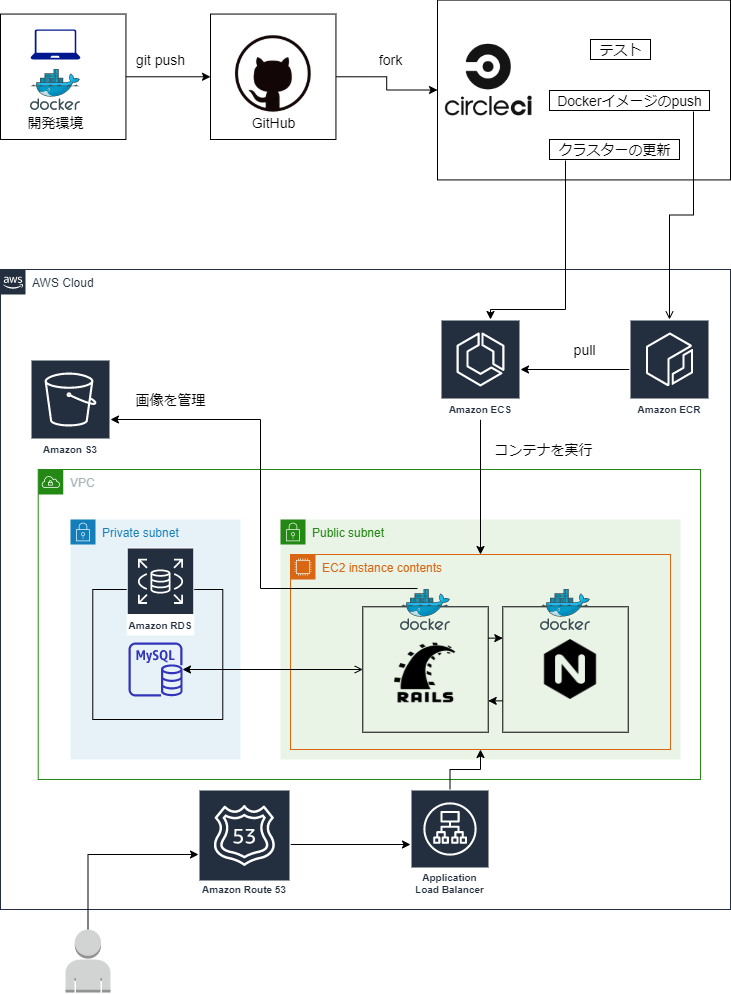 docker
開発環境
git push
GitHub
fork
circleci
テスト
Dockerイメージのpush
クラスターの更新
aws
AWS Cloud
Amazon ECS
pull
Amazon ECR
Amazon S3
画像を管理
コンテナを実行
VPC
Private subnet
Amazon RDS
MySQL
Public subnet
EC2 instance contents
docker
RAILS
docker
N
53
Amazon Route 53
Application
Load Balancer